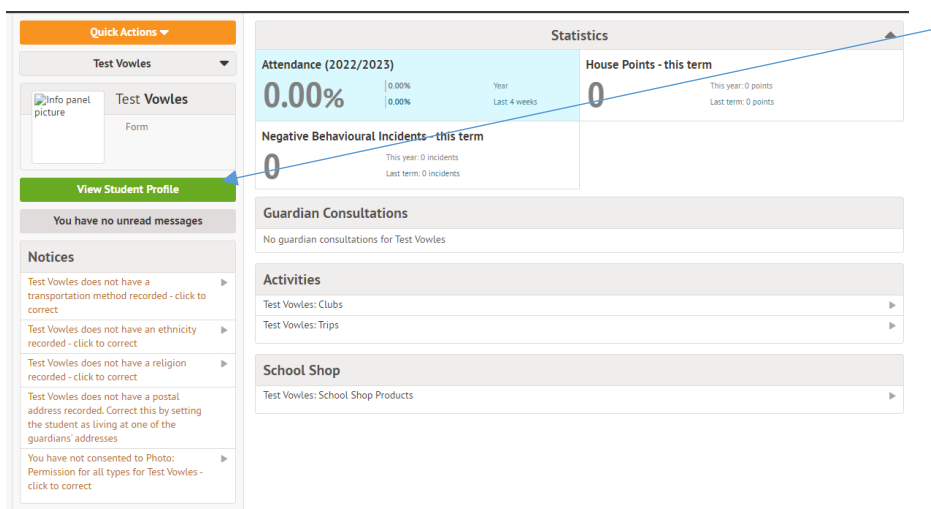 Quick Actions
Test Vowles
Info panel
picture
Test Vowles
Form
View Student Profile
You have no unread messages
Notices
Test Vowles does not have a
transportation method recorded - click to
correct
Test Vowles does not have an ethnicity
recorded - click to correct
Test Vowles does not have a religion
recorded - click to correct
Test Vowles does not have a postal
address recorded. Correct this by setting
the student as living at one of the
guardians' addresses
You have not consented to Photo:
Permission for all types for Test Vowles -
click to correct
Statistics
Attendance (2022/2023)
0.00%
0.00% Year
0.00% Last 4 weeks
House Points - this term
0
This year: 0 points
Last term: 0 points
Negative Behavioural Incidents - this term
0
This year: 0 incidents
Last term: 0 incidents
Guardian Consultations
No guardian consultations for Test Vowles
Activities
Test Vowles: Clubs
Test Vowles: Trips
School Shop
Test Vowles: School Shop Products